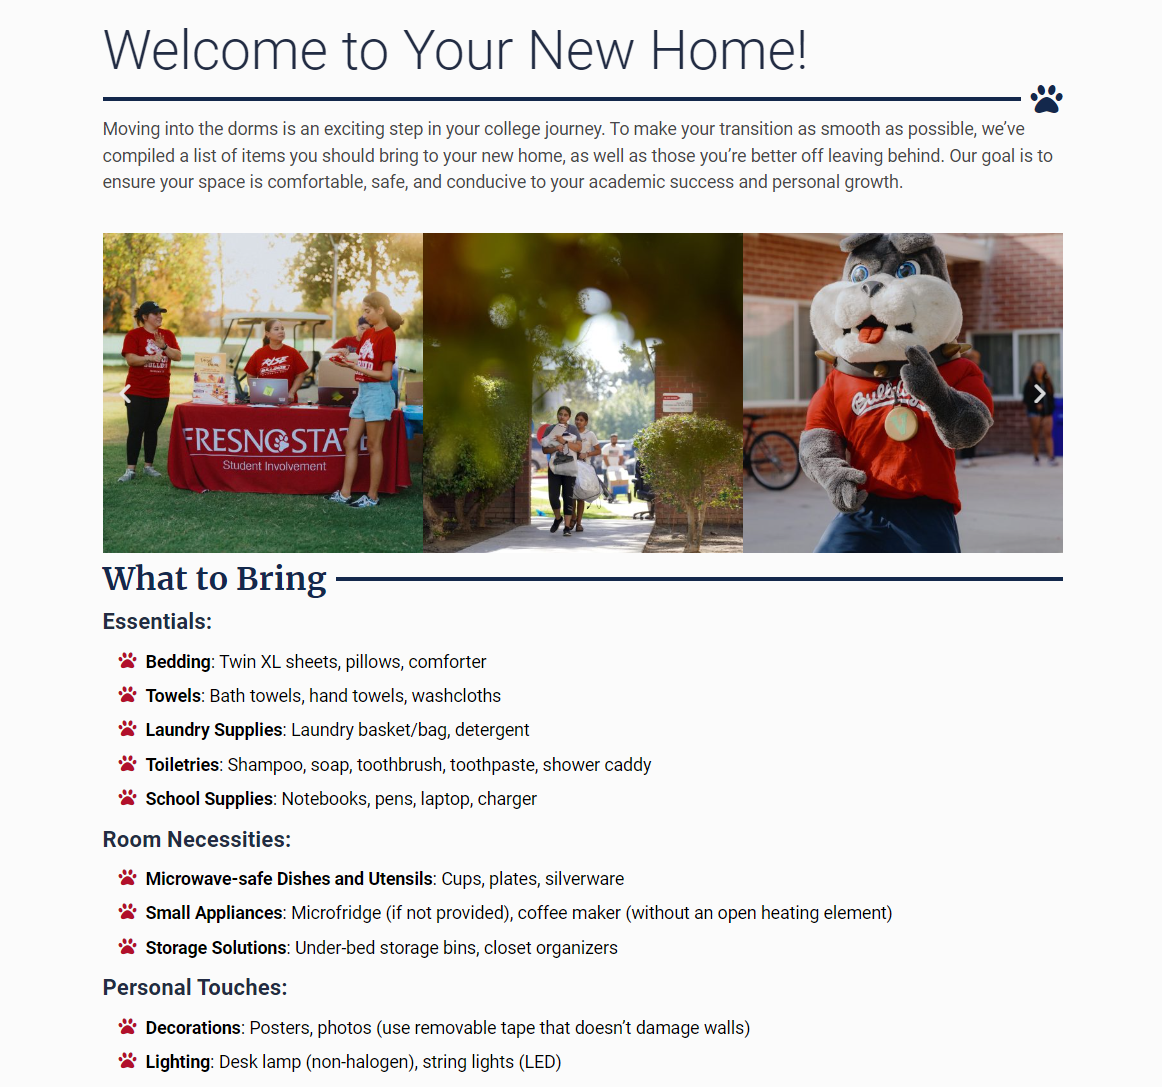 Welcome to Your New Home!
Moving into the dorms is an exciting step in your college journey. To make your transition as smooth as possible, we’ve
compiled a list of items you should bring to your new home, as well as those you’re better off leaving behind. Our goal is to
ensure your space is comfortable, safe, and conducive to your academic success and personal growth.
FRESNO STATE
Student Involvement
What to Bring
Essentials:
Bedding: Twin XL sheets, pillows, comforter
Towels: Bath towels, hand towels, washcloths
Laundry Supplies: Laundry basket/bag, detergent
Toiletries: Shampoo, soap, toothbrush, toothpaste, shower caddy
School Supplies: Notebooks, pens, laptop, charger
Room Necessities:
Microwave-safe Dishes and Utensils: Cups, plates, silverware
Small Appliances: Microfridge (if not provided), coffee maker (without an open heating element)
Storage Solutions: Under-bed storage bins, closet organizers
Personal Touches:
Decorations: Posters, photos (use removable tape that doesn’t damage walls)
Lighting: Desk lamp (non-halogen), string lights (LED)